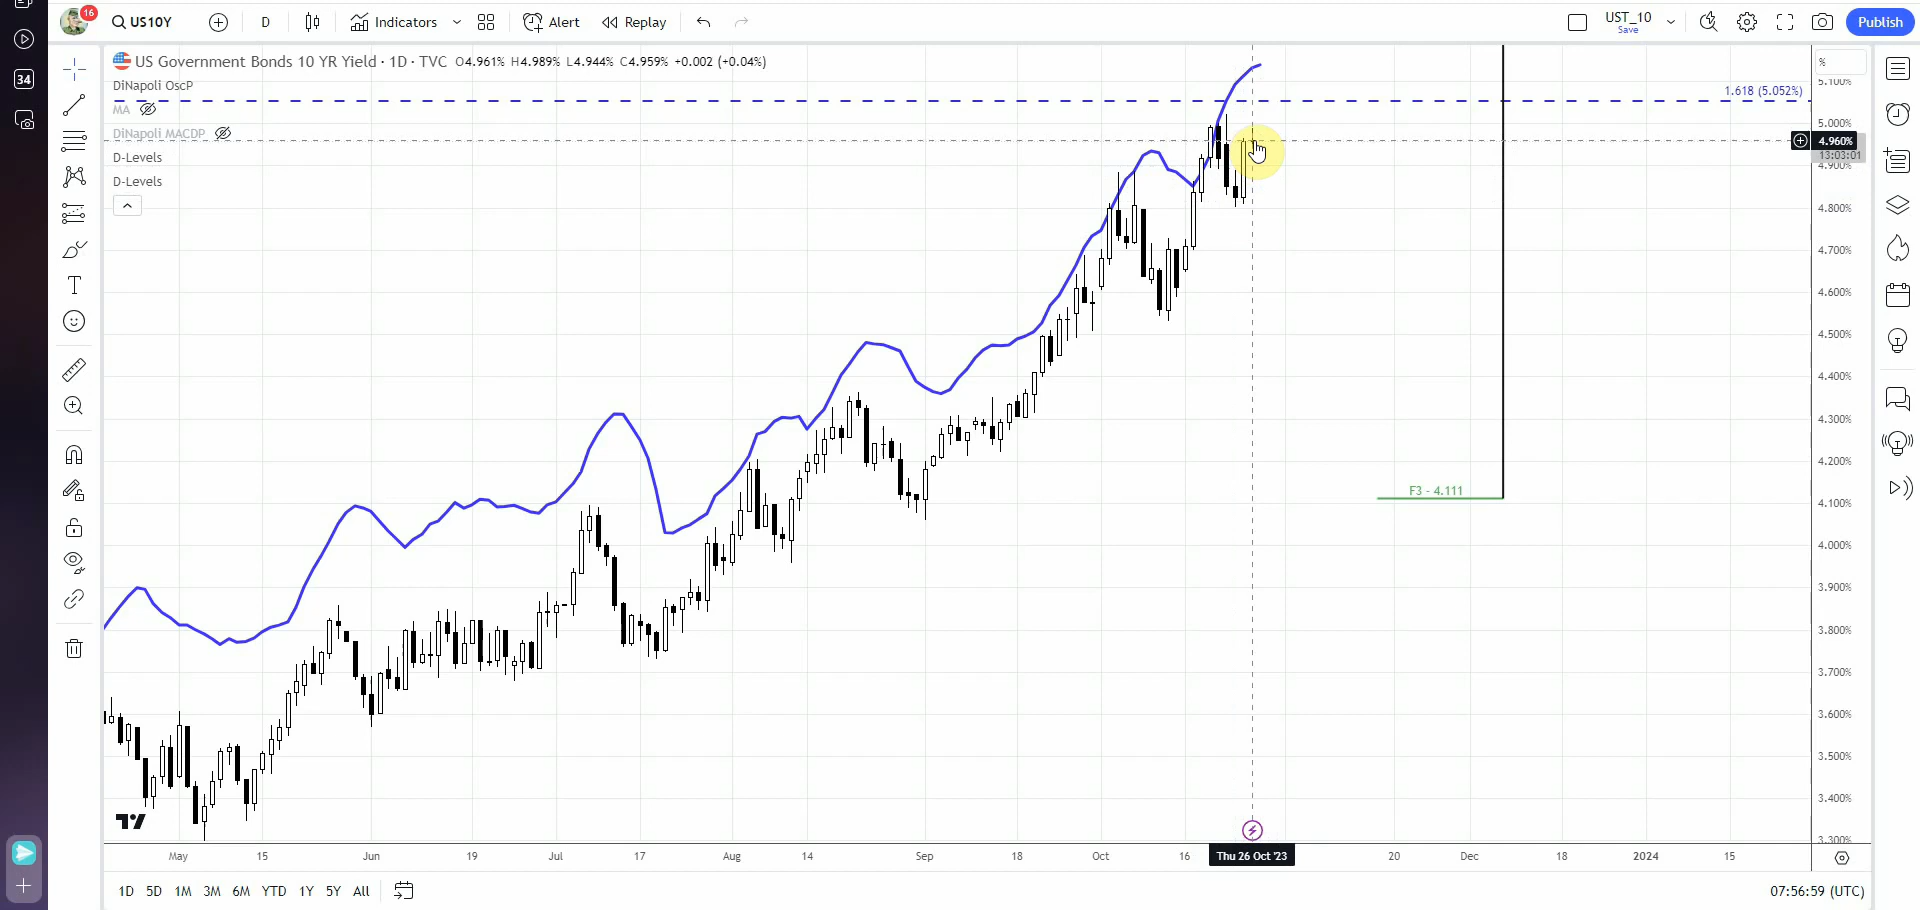 16
US10Y
D
Indicators
Alert
Replay
UST_10
Save
Publish
34
US Government Bonds 10 YR Yield · 1D · TVC O4.961% H4.989% L4.944% C4.959% +0.002 (+0.04%)
DiNapoli OscP
MA
DiNapoli MACDP
D-Levels
D-Levels
%
5.100%
1.618 (5.052%)
5.000%
4.960%
13:03:01
4.900%
4.800%
4.700%
4.600%
4.500%
4.400%
4.300%
4.200%
F3 - 4.111
4.100%
4.000%
3.900%
3.800%
3.700%
3.600%
3.500%
3.400%
3.300%
May 15 Jun 19 Jul 17 Aug 14 Sep 18 Oct 16 Thu 26 Oct '23 20 Dec 18 2024 15
1D 5D 1M 3M 6M YTD 1Y 5Y All
07:56:59 (UTC)